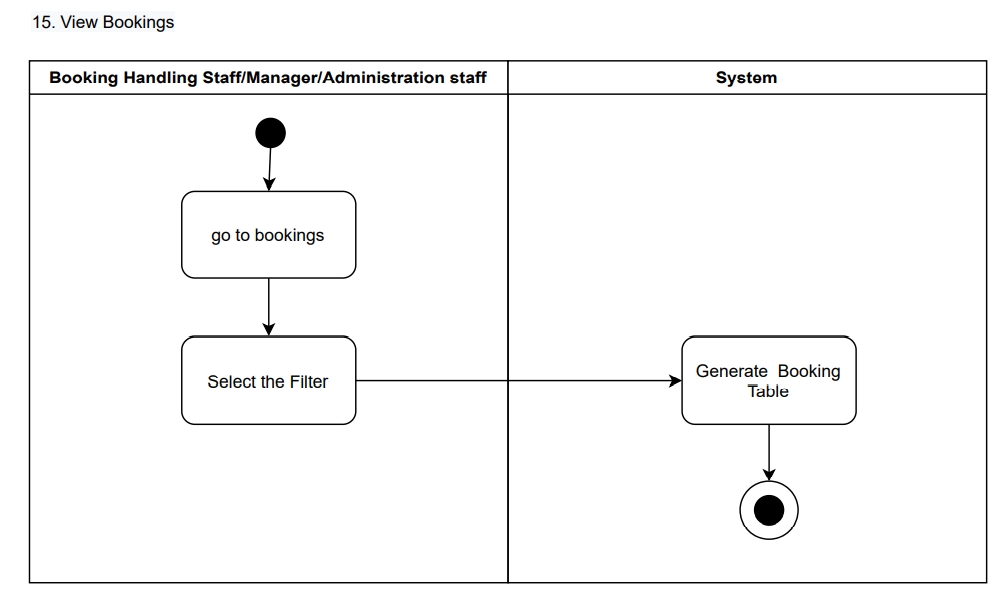 15. View Bookings
Booking Handling Staff/Manager/Administration staff
System
go to bookings
Select the Filter
Generate Booking
Table